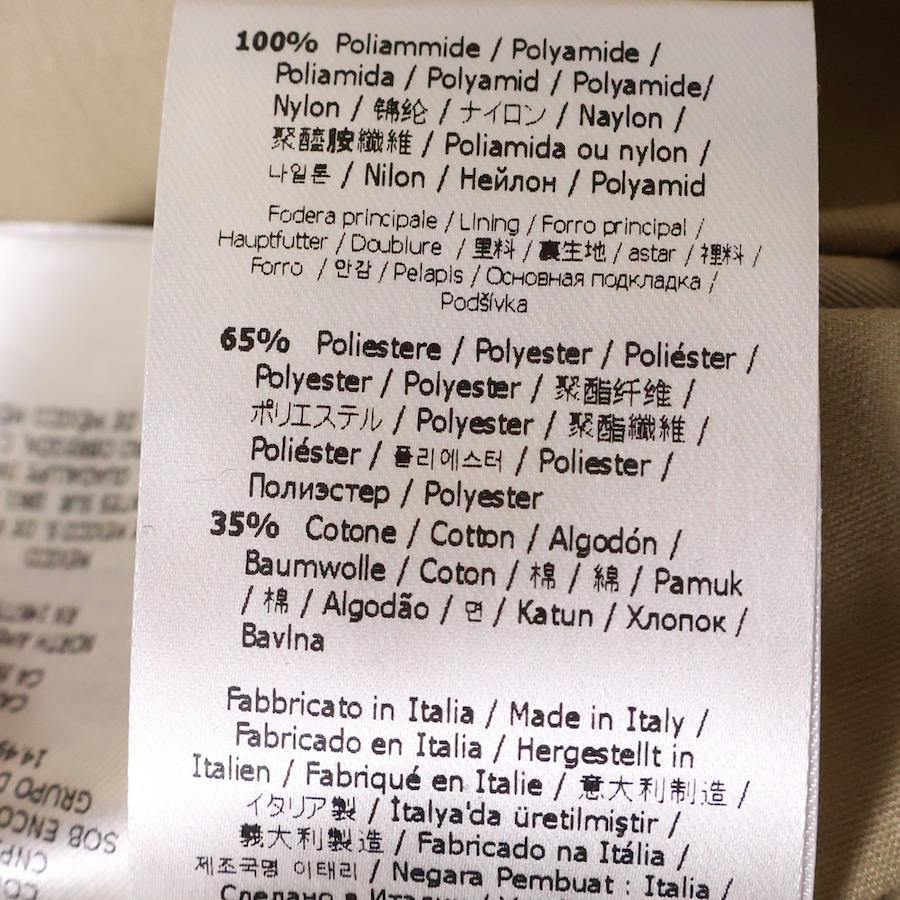 100% Poliammide / Polyamide /
Poliamida / Polyamid / Polyamide/
Nylon / 锦纶 / ナイロン / Naylon /
聚醯胺纖維 / Poliamida ou nylon /
나일론 / Nilon / Нейлон / Polyamid
Fodera principale / Lining / Forro principal /
Hauptfutter / Doublure / 里料 / 裏生地 / astar / 裡料 /
Forro / 안감 / Pelapis / Основная подкладка /
Podšívka
65% Poliestere / Polyester / Poliéster /
Polyester / Polyester / 聚酯纤维 /
ポリエステル / Polyester / 聚酯纖維 /
Poliéster / 폴리에스터 / Poliester /
Полиэстер / Polyester
35% Cotone / Cotton / Algodón /
Baumwolle / Coton / 棉 / 綿 / Pamuk
/ 棉 / Algodão / 면 / Katun / Хлопок /
Bavlna
Fabbricato in Italia / Made in Italy /
Fabricado en Italia / Hergestellt in
Italien / Fabriqué en Italie / 意大利制造 /
イタリア製 / İtalya'da üretilmiştir /
義大利製造 / Fabricado na Itália /
제조국명 이태리 / Negara Pembuat : Italia /
Сделано в
MEXICO
GRUPO D
SOB ENCO
CNP